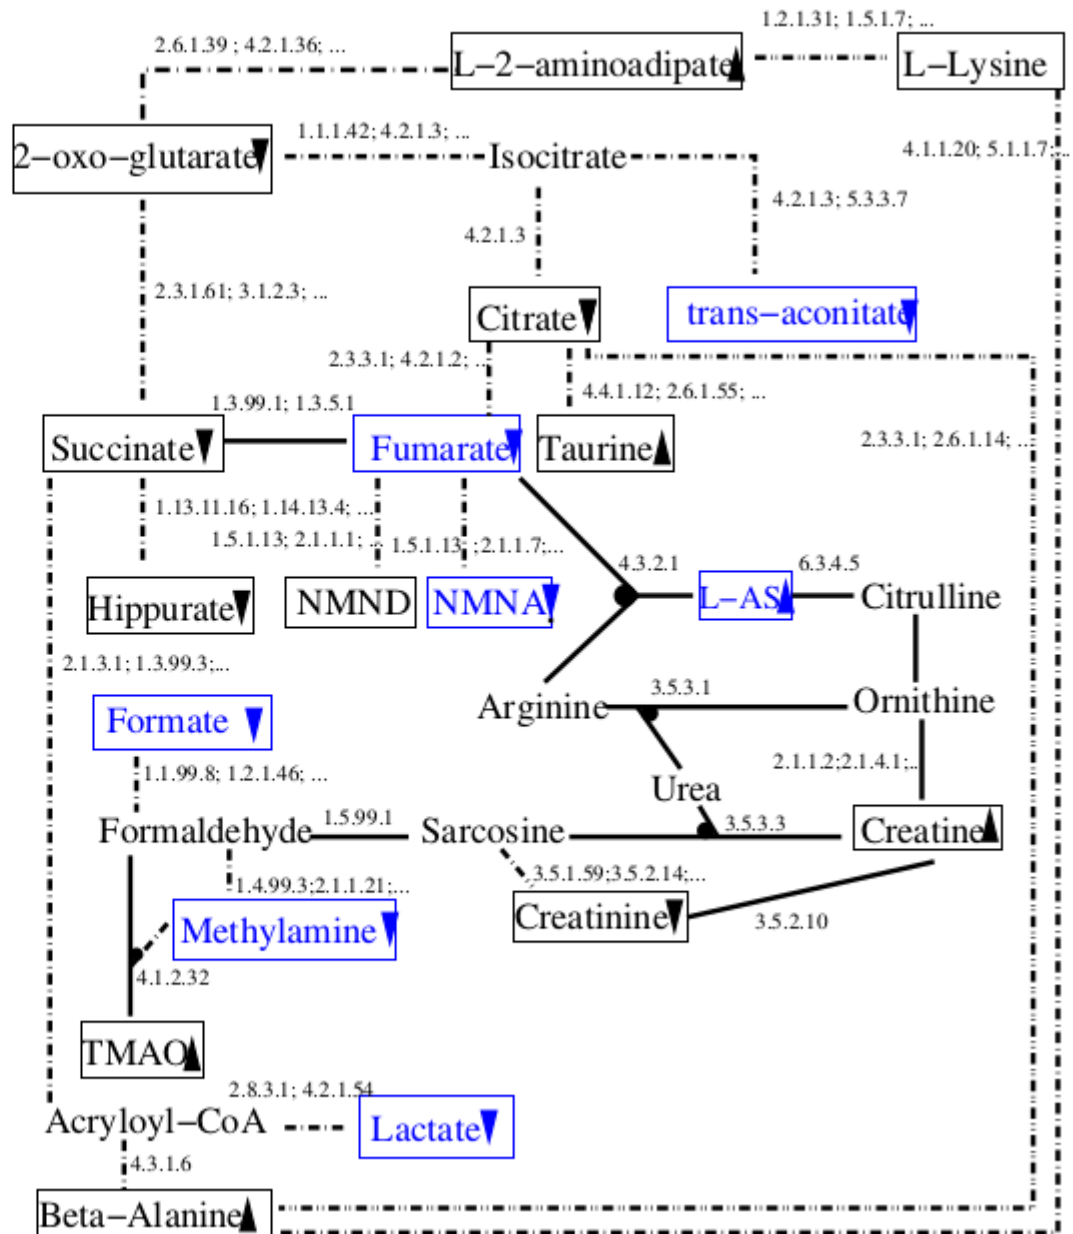 1.2.1.31; 1.5.1.7; ...
2.6.1.39 ; 4.2.1.36; ...
L−2−aminoadipate
L−Lysine
1.1.1.42; 4.2.1.3; ...
2−oxo−glutarate
Isocitrate
4.1.1.20; 5.1.1.7;...
4.2.1.3; 5.3.3.7
4.2.1.3
2.3.1.61; 3.1.2.3; ...
Citrate
trans−aconitate
2.3.3.1; 4.2.1.2; ...
4.4.1.12; 2.6.1.55; ...
1.3.99.1; 1.3.5.1
2.3.3.1; 2.6.1.14; ...
Succinate
Fumarate
Taurine
1.13.11.16; 1.14.13.4; ...
1.5.1.13; 2.1.1.1; ...
1.5.1.13 ;2.1.1.7;...
4.3.2.1
6.3.4.5
Hippurate
NMND
NMNA
L−AS
Citrulline
2.1.3.1; 1.3.99.3;...
3.5.3.1
Arginine
Ornithine
Formate
2.1.1.2;2.1.4.1;..
1.1.99.8; 1.2.1.46; ...
Urea
1.5.99.1
3.5.3.3
Formaldehyde
Sarcosine
Creatine
3.5.1.59;3.5.2.14;...
1.4.99.3;2.1.1.21;...
Methylamine
Creatinine
3.5.2.10
4.1.2.32
TMAO
2.8.3.1; 4.2.1.54
Acryloyl−CoA
Lactate
4.3.1.6
Beta−Alanine